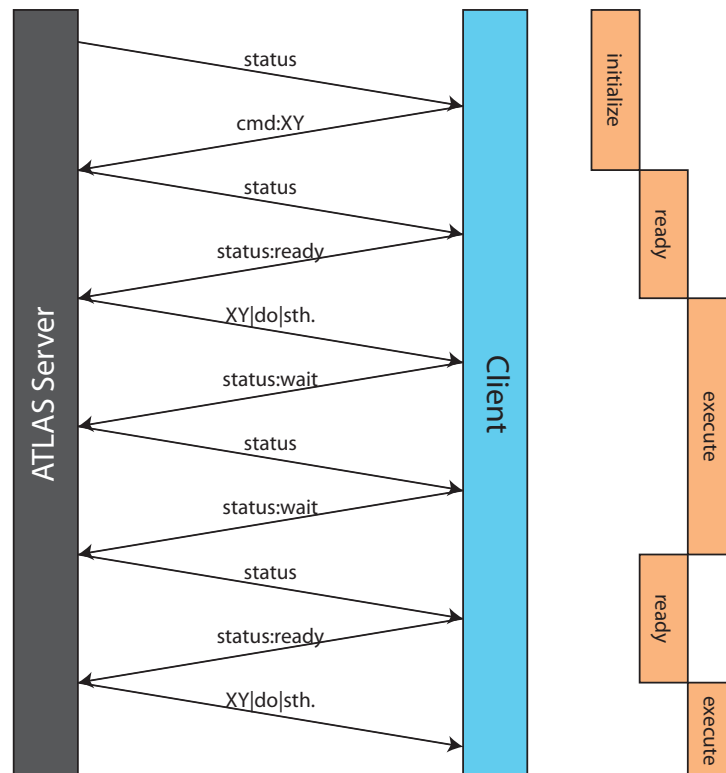 ATLAS Server
status
cmd:XY
status
status:ready
XY|do|sth.
status:wait
status
status:wait
status
status:ready
XY|do|sth.
Client
initialize
ready
execute
ready
execute